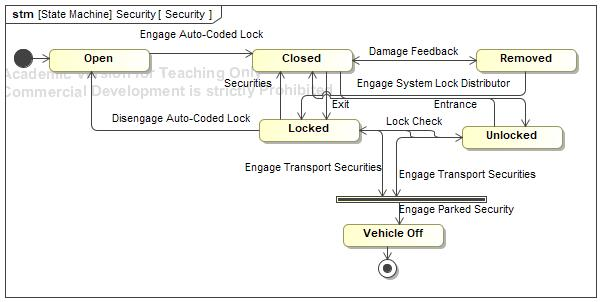 stm [State Machine] Security [ Security ]
Engage Auto-Coded Lock
Open
Closed
Damage Feedback
Removed
Academic Version for Teaching Only
Commercial Development is strictly Prohibited
Securities
Engage System Lock Distributor
Exit
Entrance
Disengage Auto-Coded Lock
Locked
Lock Check
Unlocked
Engage Transport Securities
Engage Transport Securities
Engage Parked Security
Vehicle Off